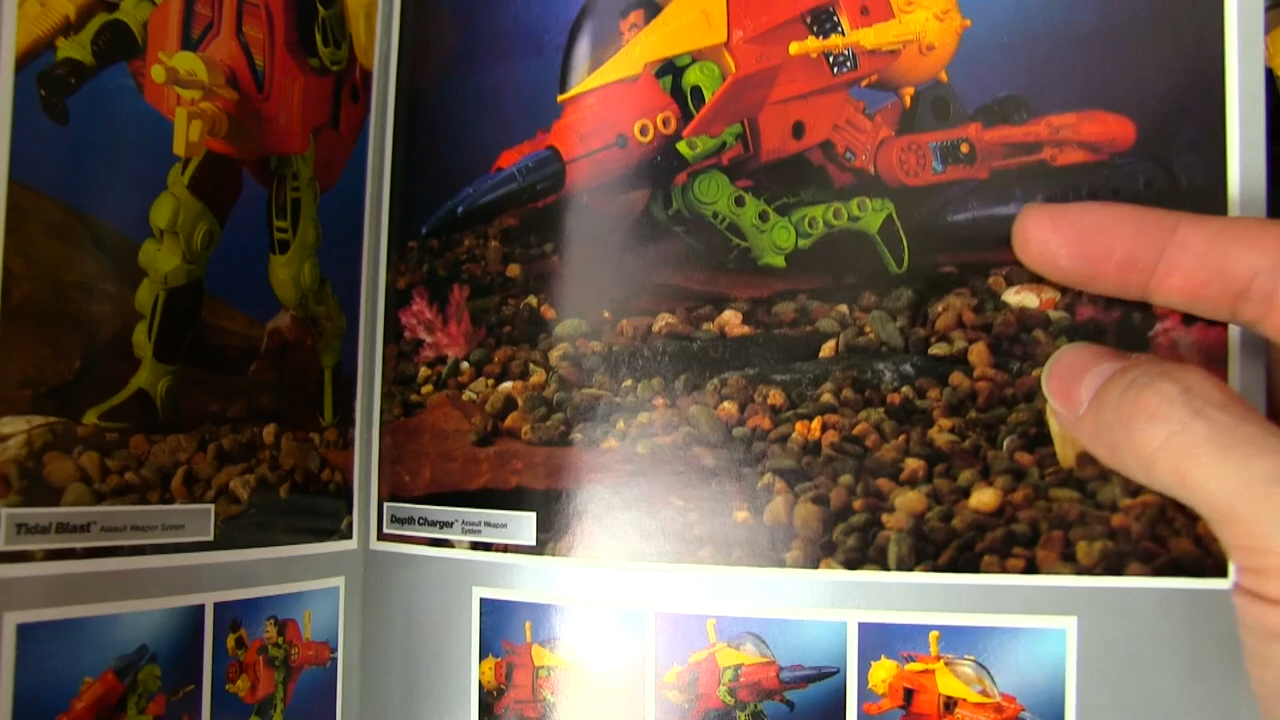 Tidal Blast™ Assault Weapon System
Depth Charger™ Assault Weapon
System